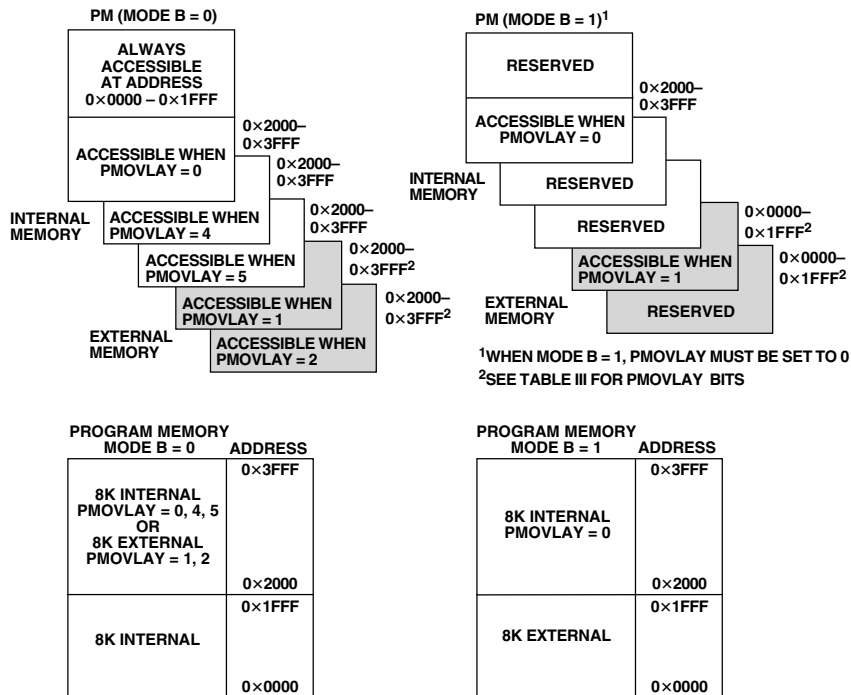 PM (MODE B = 0)
ALWAYS
ACCESSIBLE
AT ADDRESS
0×0000 – 0×1FFF
ACCESSIBLE WHEN
PMOVLAY = 0
0×2000–
0×3FFF
INTERNAL
MEMORY
ACCESSIBLE WHEN
PMOVLAY = 4
0×2000–
0×3FFF
ACCESSIBLE WHEN
PMOVLAY = 5
0×2000–
0×3FFF
EXTERNAL
MEMORY
ACCESSIBLE WHEN
PMOVLAY = 1
0×2000–
0×3FFF²
ACCESSIBLE WHEN
PMOVLAY = 2
0×2000–
0×3FFF²
PM (MODE B = 1)¹
RESERVED
ACCESSIBLE WHEN
PMOVLAY = 0
0×2000–
0×3FFF
INTERNAL
MEMORY
RESERVED
RESERVED
EXTERNAL
MEMORY
ACCESSIBLE WHEN
PMOVLAY = 1
0×0000–
0×1FFF²
RESERVED
0×0000–
0×1FFF²
¹WHEN MODE B = 1, PMOVLAY MUST BE SET TO 0
²SEE TABLE III FOR PMOVLAY BITS
PROGRAM MEMORY
MODE B = 0
ADDRESS
8K INTERNAL
PMOVLAY = 0, 4, 5
OR
8K EXTERNAL
PMOVLAY = 1, 2
0×3FFF
0×2000
8K INTERNAL
0×1FFF
0×0000
PROGRAM MEMORY
MODE B = 1
ADDRESS
8K INTERNAL
PMOVLAY = 0
0×3FFF
0×2000
8K EXTERNAL
0×1FFF
0×0000